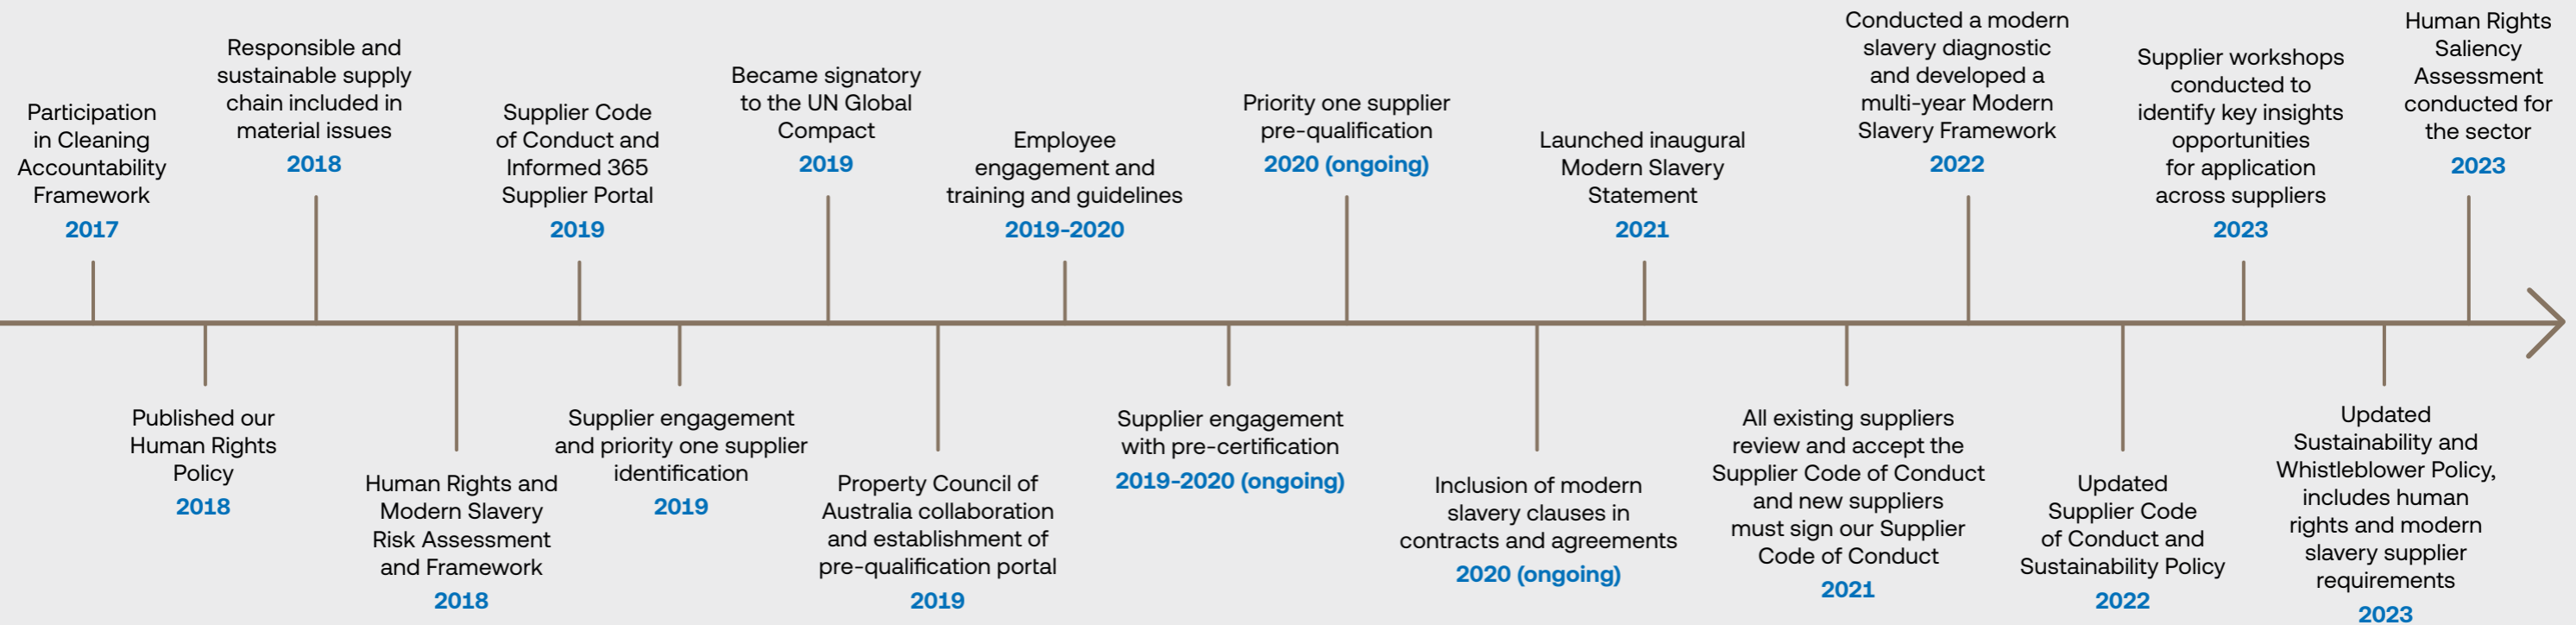 Participation
in Cleaning
Accountability
Framework
2017
Published our
Human Rights
Policy
2018
Responsible and
sustainable supply
chain included in
material issues
2018
Human Rights and
Modern Slavery
Risk Assessment
and Framework
2018
Supplier Code
of Conduct and
Informed 365
Supplier Portal
2019
Supplier engagement
and priority one supplier
identification
2019
Became signatory
to the UN Global
Compact
2019
Property Council of
Australia collaboration
and establishment of
pre-qualification portal
2019
Employee
engagement and
training and guidelines
2019-2020
Supplier engagement
with pre-certification
2019-2020 (ongoing)
Priority one supplier
pre-qualification
2020 (ongoing)
Inclusion of modern
slavery clauses in
contracts and agreements
2020 (ongoing)
Launched inaugural
Modern Slavery
Statement
2021
All existing suppliers
review and accept the
Supplier Code of Conduct
and new suppliers
must sign our Supplier
Code of Conduct
2021
Conducted a modern
slavery diagnostic
and developed a
multi-year Modern
Slavery Framework
2022
Updated
Supplier Code
of Conduct and
Sustainability Policy
2022
Supplier workshops
conducted to
identify key insights
opportunities
for application
across suppliers
2023
Updated
Sustainability and
Whistleblower Policy,
includes human
rights and modern
slavery supplier
requirements
2023
Human Rights
Saliency
Assessment
conducted for
the sector
2023